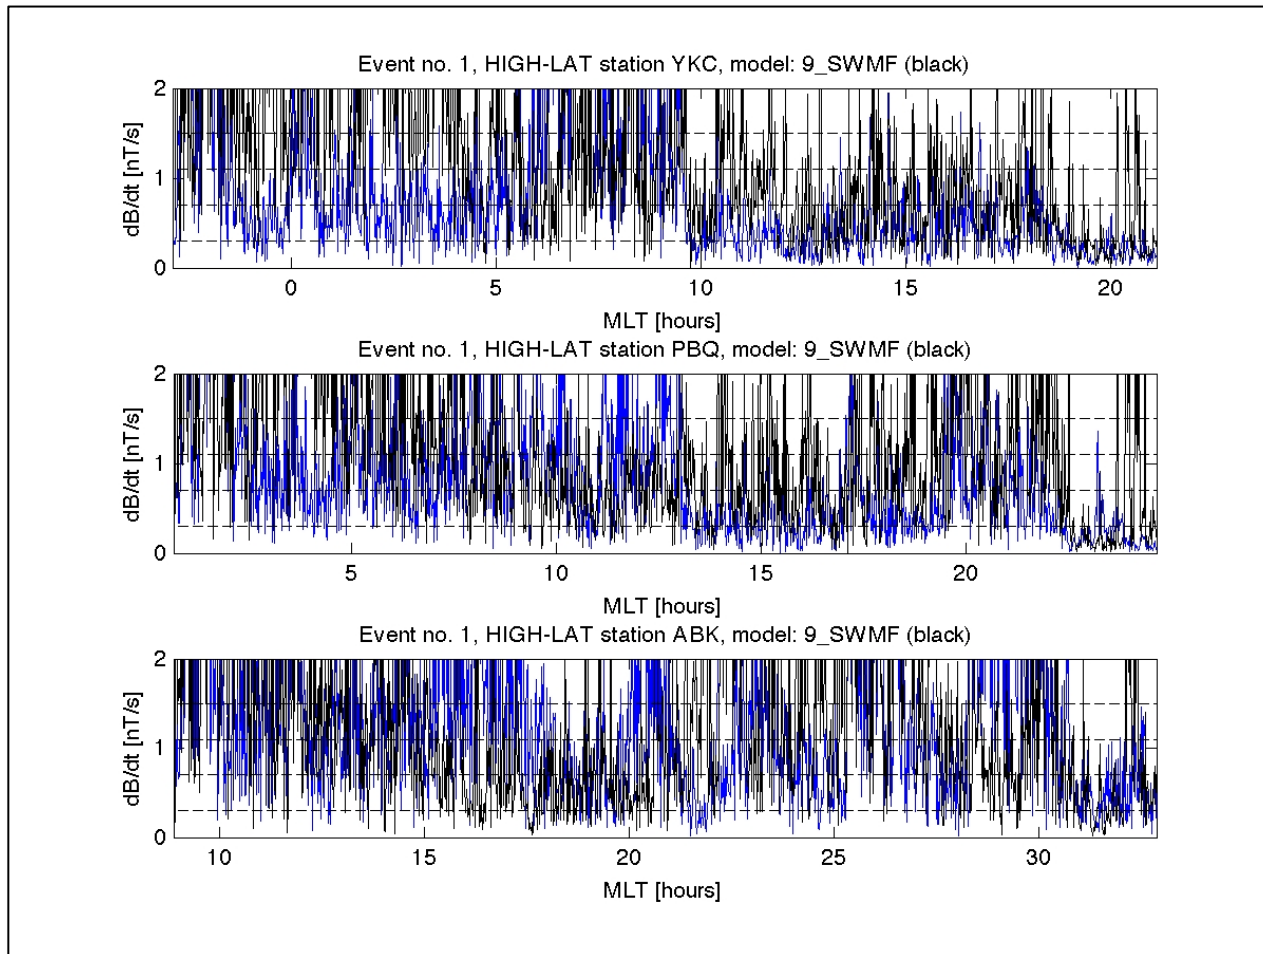 Event no. 1, HIGH-LAT station YKC, model: 9_SWMF (black)
2
1
0
dB/dt [nT/s]
0 5 10 15 20
MLT [hours]
Event no. 1, HIGH-LAT station PBQ, model: 9_SWMF (black)
2
1
0
dB/dt [nT/s]
5 10 15 20
MLT [hours]
Event no. 1, HIGH-LAT station ABK, model: 9_SWMF (black)
2
1
0
dB/dt [nT/s]
10 15 20 25 30
MLT [hours]